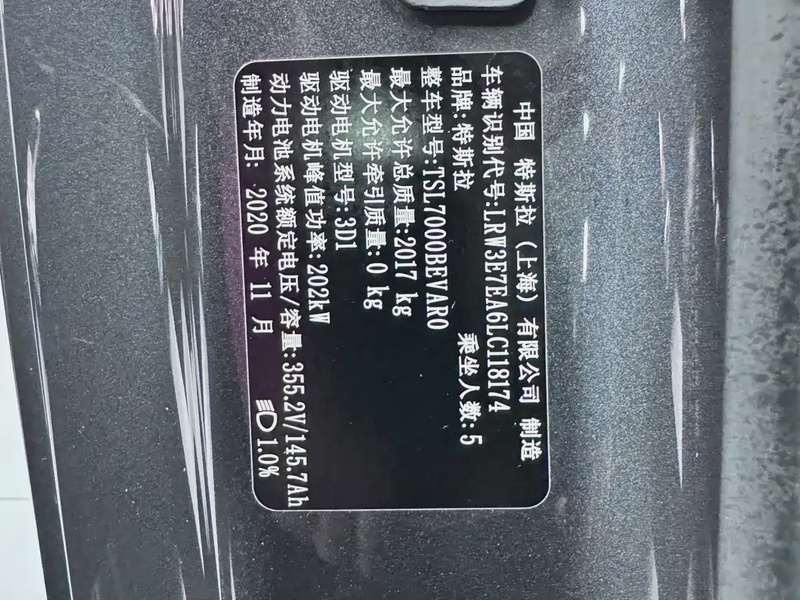 中国 特斯拉（上海）有限公司 制造
车辆识别代号:LRW3E7EA6LC118174
品牌:特斯拉 乘坐人数:5
整车型号:TSL7000BEVAR0
最大允许总质量:2017 kg
最大允许牵引质量:0 kg
驱动电机型号:3D1
驱动电机峰值功率:202kW
动力电池系统额定电压/容量:355.2V/145.7Ah
制造年月: 2020 年 11 月 1.0%